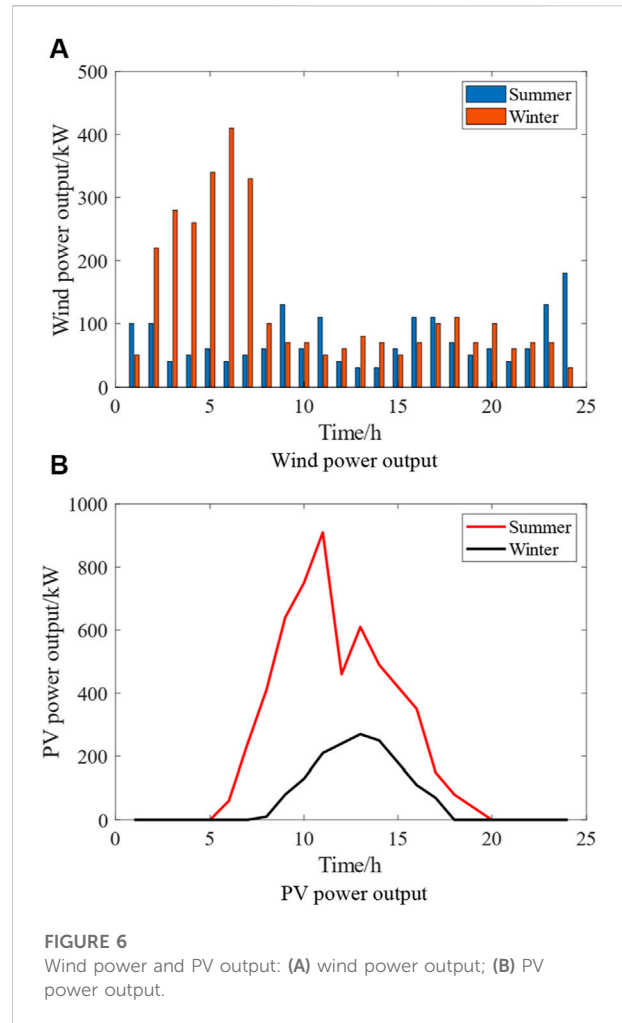 A
500
400
300
200
100
0
Wind power output/kW
Summer
Winter
0 5 10 15 20 25
Time/h
Wind power output
B
1000
800
600
400
200
0
PV power output/kW
Summer
Winter
0 5 10 15 20 25
Time/h
PV power output
FIGURE 6
Wind power and PV output: (A) wind power output; (B) PV
power output.